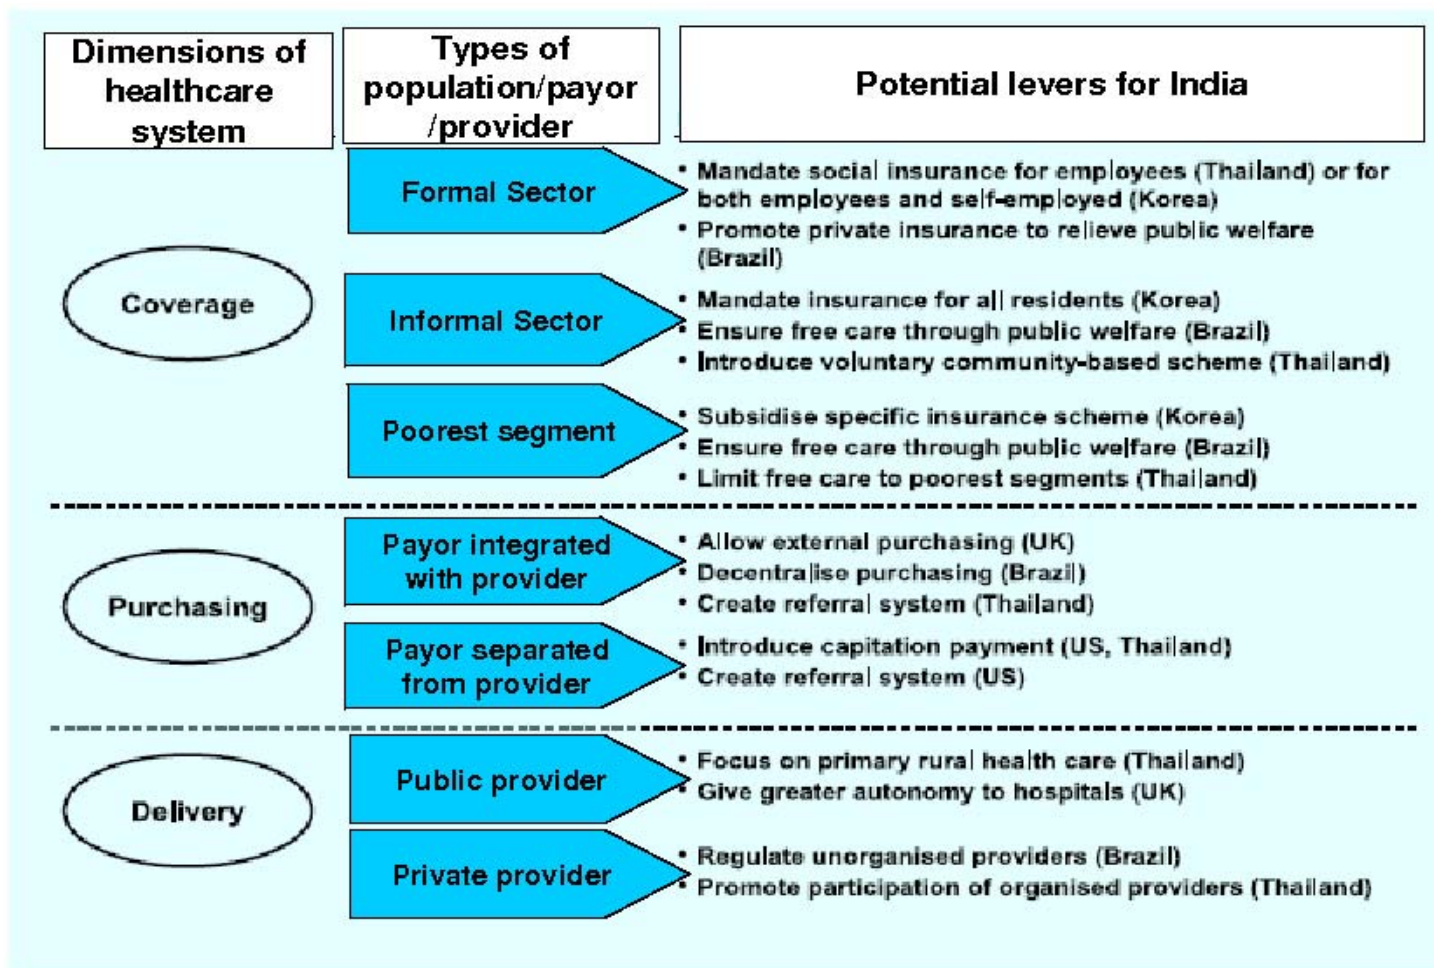 Dimensions of
healthcare
system
Types of
population/payor
/provider
Potential levers for India
Coverage
Formal Sector
• Mandate social insurance for employees (Thailand) or for
both employees and self-employed (Korea)
• Promote private insurance to relieve public welfare
(Brazil)
Informal Sector
• Mandate insurance for all residents (Korea)
• Ensure free care through public welfare (Brazil)
• Introduce voluntary community-based scheme (Thailand)
Poorest segment
• Subsidise specific insurance scheme (Korea)
• Ensure free care through public welfare (Brazil)
• Limit free care to poorest segments (Thailand)
Purchasing
Payor integrated
with provider
• Allow external purchasing (UK)
• Decentralise purchasing (Brazil)
• Create referral system (Thailand)
Payor separated
from provider
• Introduce capitation payment (US, Thailand)
• Create referral system (US)
Delivery
Public provider
• Focus on primary rural health care (Thailand)
• Give greater autonomy to hospitals (UK)
Private provider
• Regulate unorganised providers (Brazil)
• Promote participation of organised providers (Thailand)